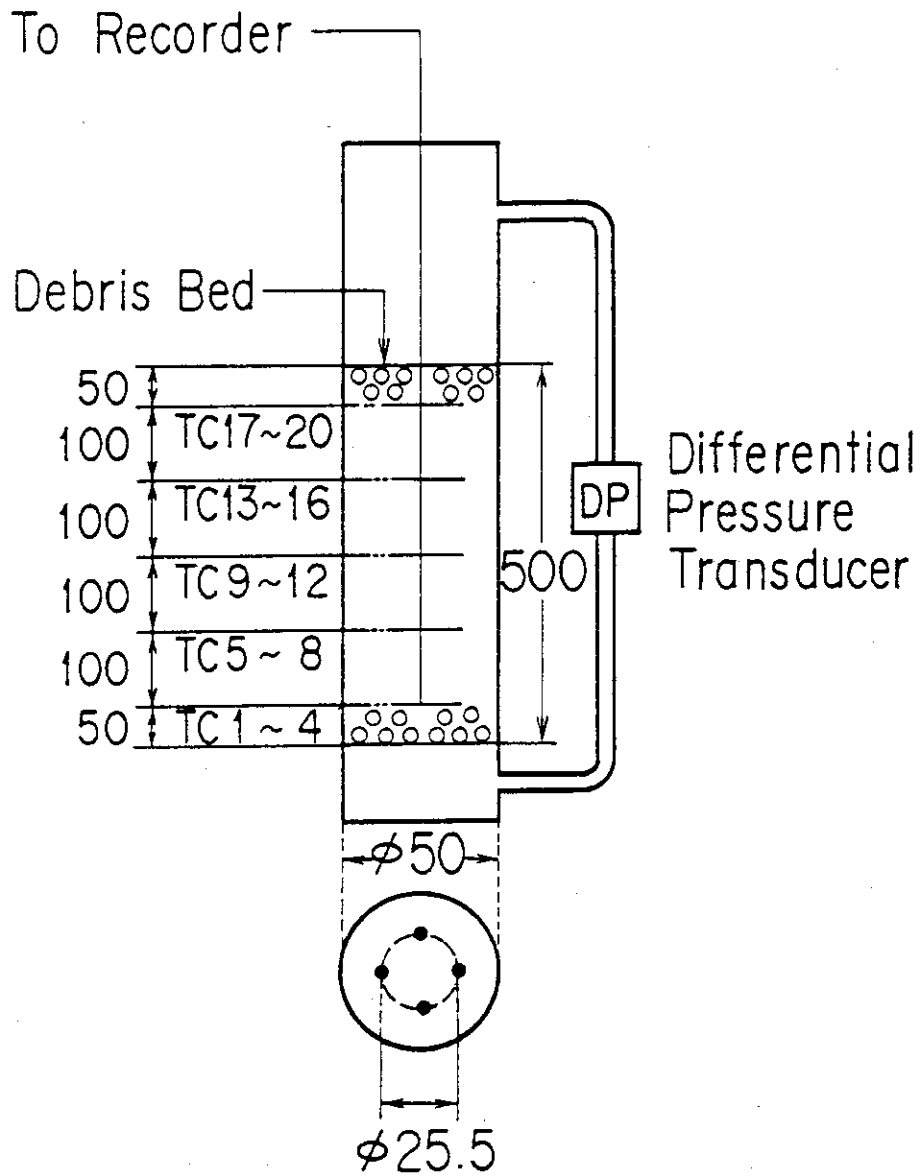 To Recorder
Debris Bed
50
100
TC17~20
100
TC13~16
100
TC9~12
100
TC5~8
50
TC1~4
500
DP
Differential
Pressure
Transducer
φ50
φ25.5